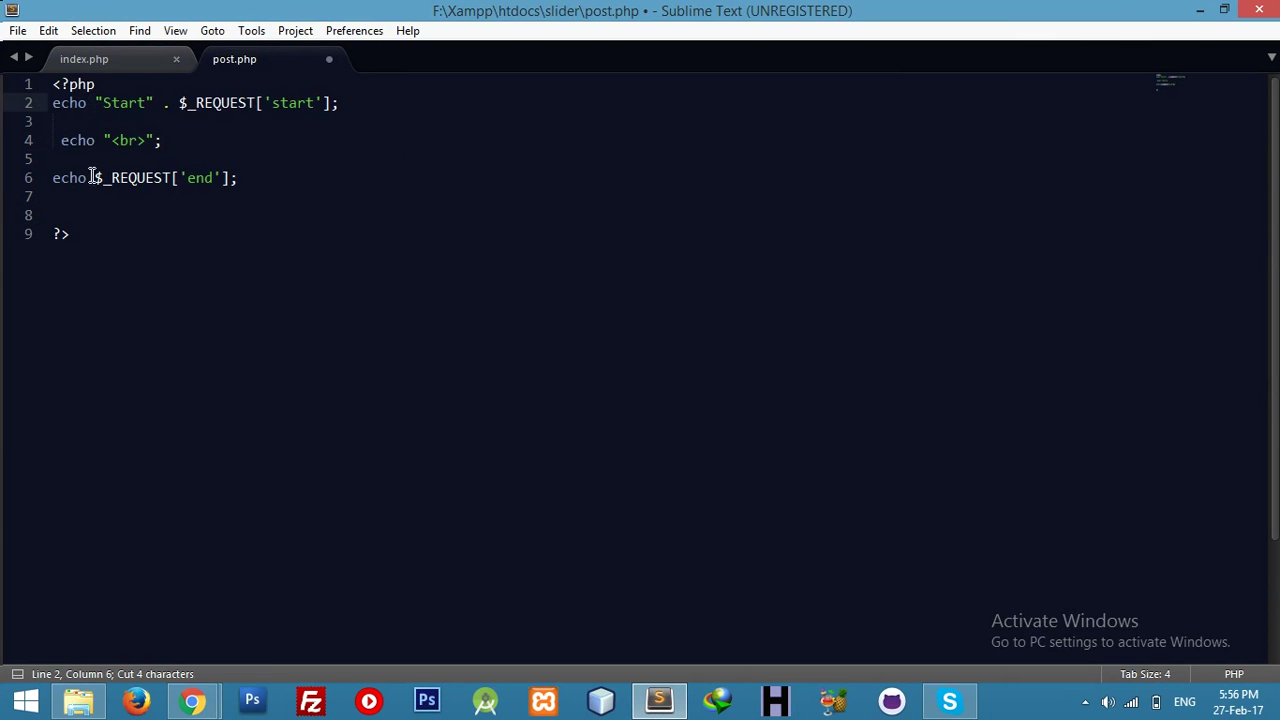 F:\Xampp\htdocs\slider\post.php • - Sublime Text (UNREGISTERED)
File Edit Selection Find View Goto Tools Project Preferences Help
index.php × post.php
1 <?php
2 echo "Start" . $_REQUEST['start'];
3
4 echo "<br>";
5
6 echo $_REQUEST['end'];
7
8
9 ?>
Activate Windows
Go to PC settings to activate Windows.
Line 2, Column 6; Cut 4 characters Tab Size: 4 PHP
Ps Fz Ps S H S ENG 5:56 PM
27-Feb-17